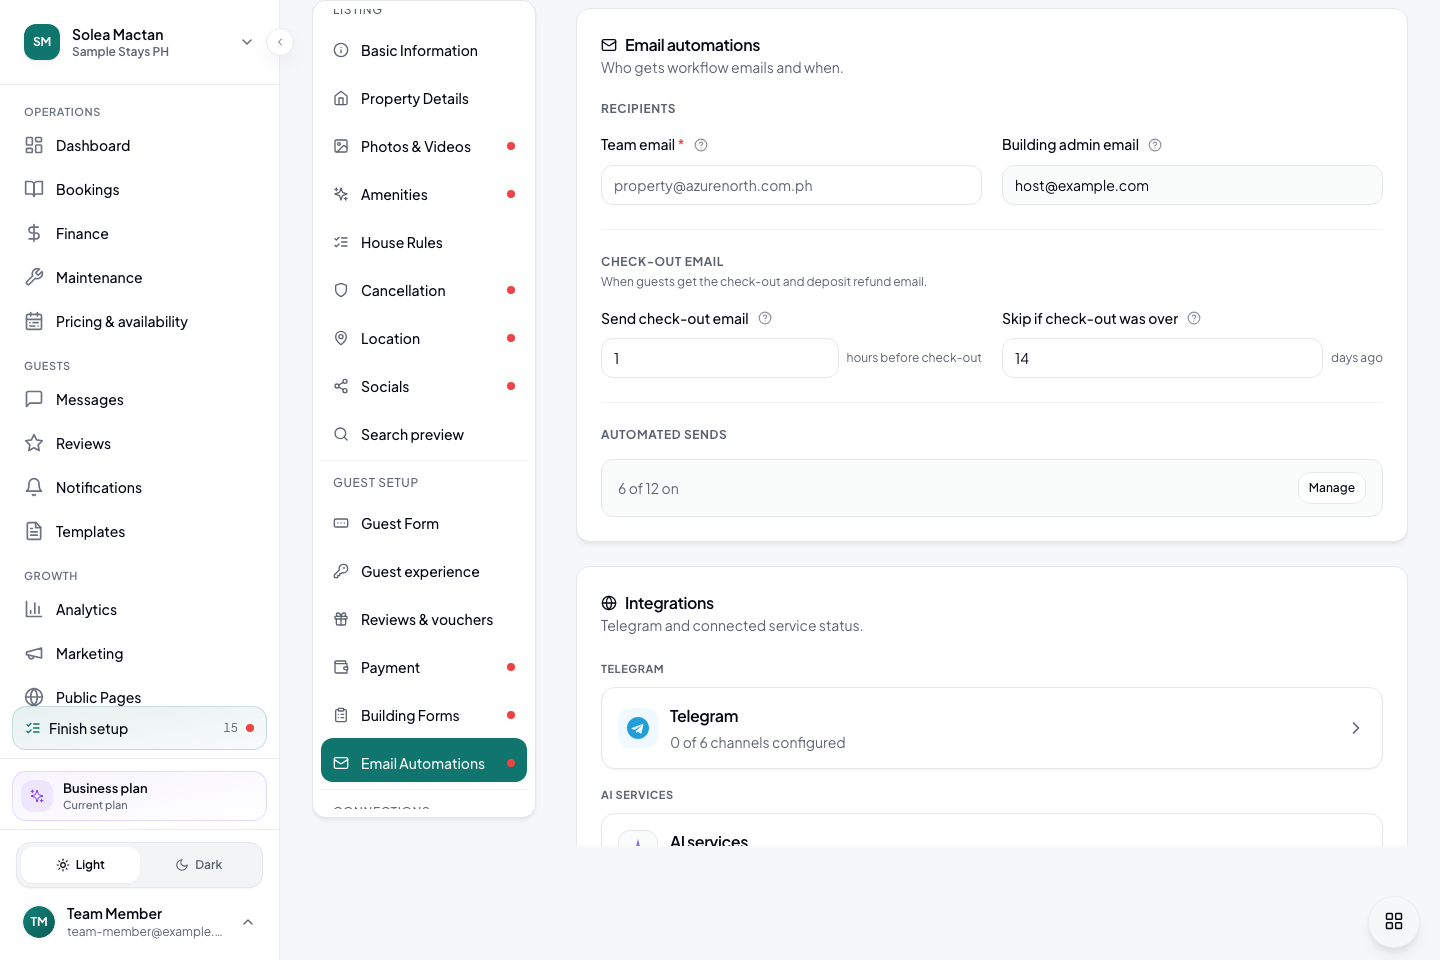 SM
Solea Mactan
Sample Stays PH
OPERATIONS
Dashboard
Bookings
Finance
Maintenance
Pricing & availability
GUESTS
Messages
Reviews
Notifications
Templates
GROWTH
Analytics
Marketing
Public Pages
Finish setup 15
Business plan
Current plan
Light Dark
TM
Team Member
team-member@example....
LISTING
Basic Information
Property Details
Photos & Videos
Amenities
House Rules
Cancellation
Location
Socials
Search preview
GUEST SETUP
Guest Form
Guest experience
Reviews & vouchers
Payment
Building Forms
Email Automations
CONNECTIONS
Email automations
Who gets workflow emails and when.
RECIPIENTS
Team email *
property@azurenorth.com.ph
Building admin email
host@example.com
CHECK-OUT EMAIL
When guests get the check-out and deposit refund email.
Send check-out email
1 hours before check-out
Skip if check-out was over
14 days ago
AUTOMATED SENDS
6 of 12 on Manage
Integrations
Telegram and connected service status.
TELEGRAM
Telegram
0 of 6 channels configured
AI SERVICES
AI services